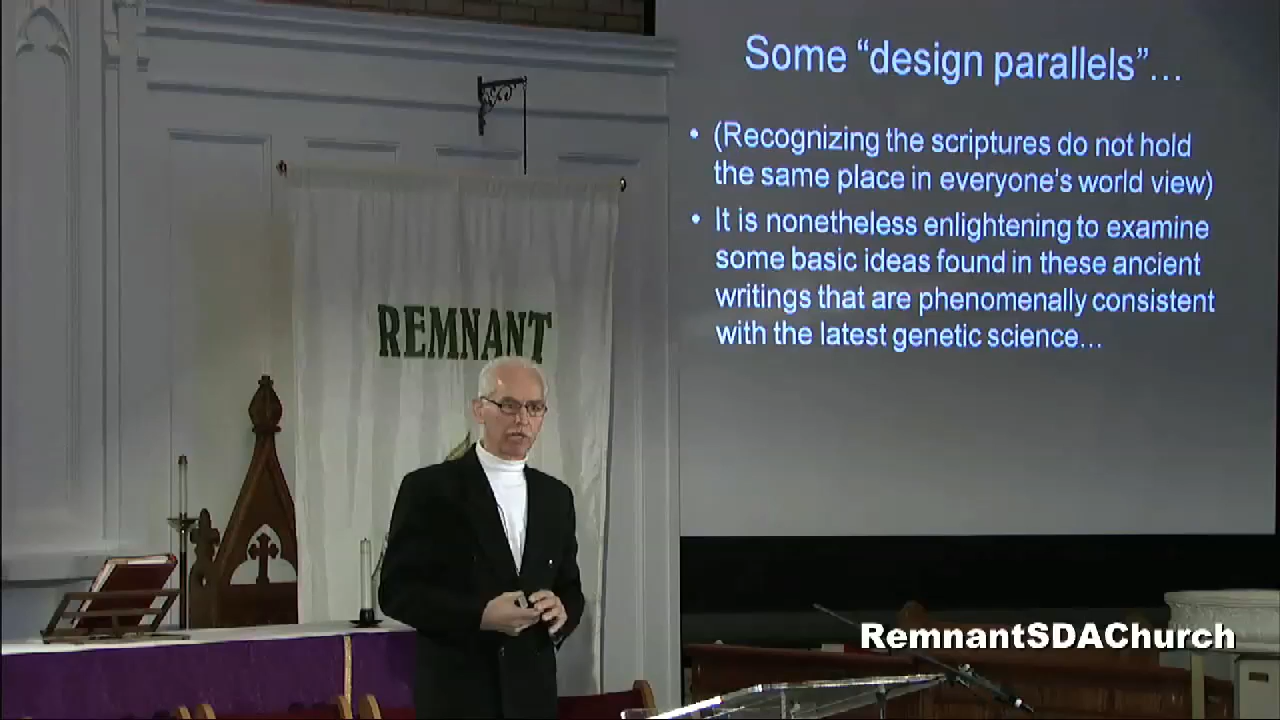 Some “design parallels”...
• (Recognizing the scriptures do not hold
the same place in everyone's world view)
• It is nonetheless enlightening to examine
some basic ideas found in these ancient
writings that are phenomenally consistent
with the latest genetic science...
REMNANT
RemnantSDAChurch